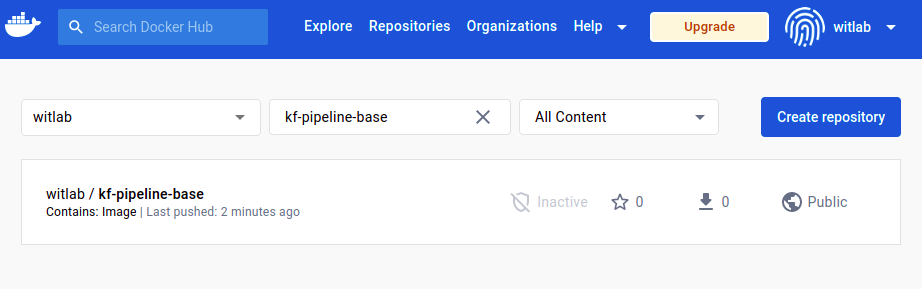 Search Docker Hub Explore Repositories Organizations Help Upgrade witlab
witlab kf-pipeline-base All Content Create repository
witlab / kf-pipeline-base
Contains: Image | Last pushed: 2 minutes ago
Inactive 0 0 Public